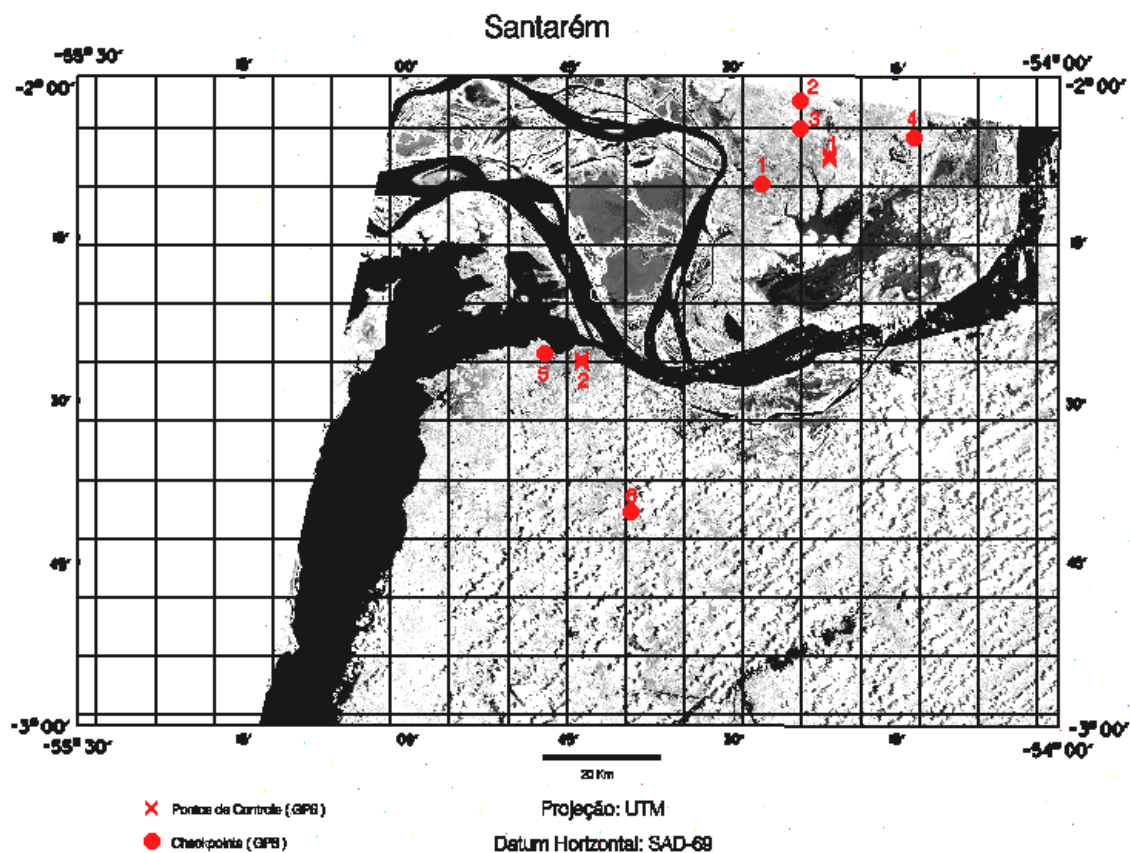 Santarém
-55° 30' 15' 00' 45' 30' 15' -54° 00'
-2° 00' -2° 00'
2
3 4
1
1
15' 15'
5 2
30' 30'
6
45' 45'
-3° 00' -3° 00'
-55° 30' 15' 00' 45' 30' 15' -54° 00'
20 Km
Pontos de Controle ( GPS ) Projeção: UTM
Checkpoints ( GPS ) Datum Horizontal: SAD-69